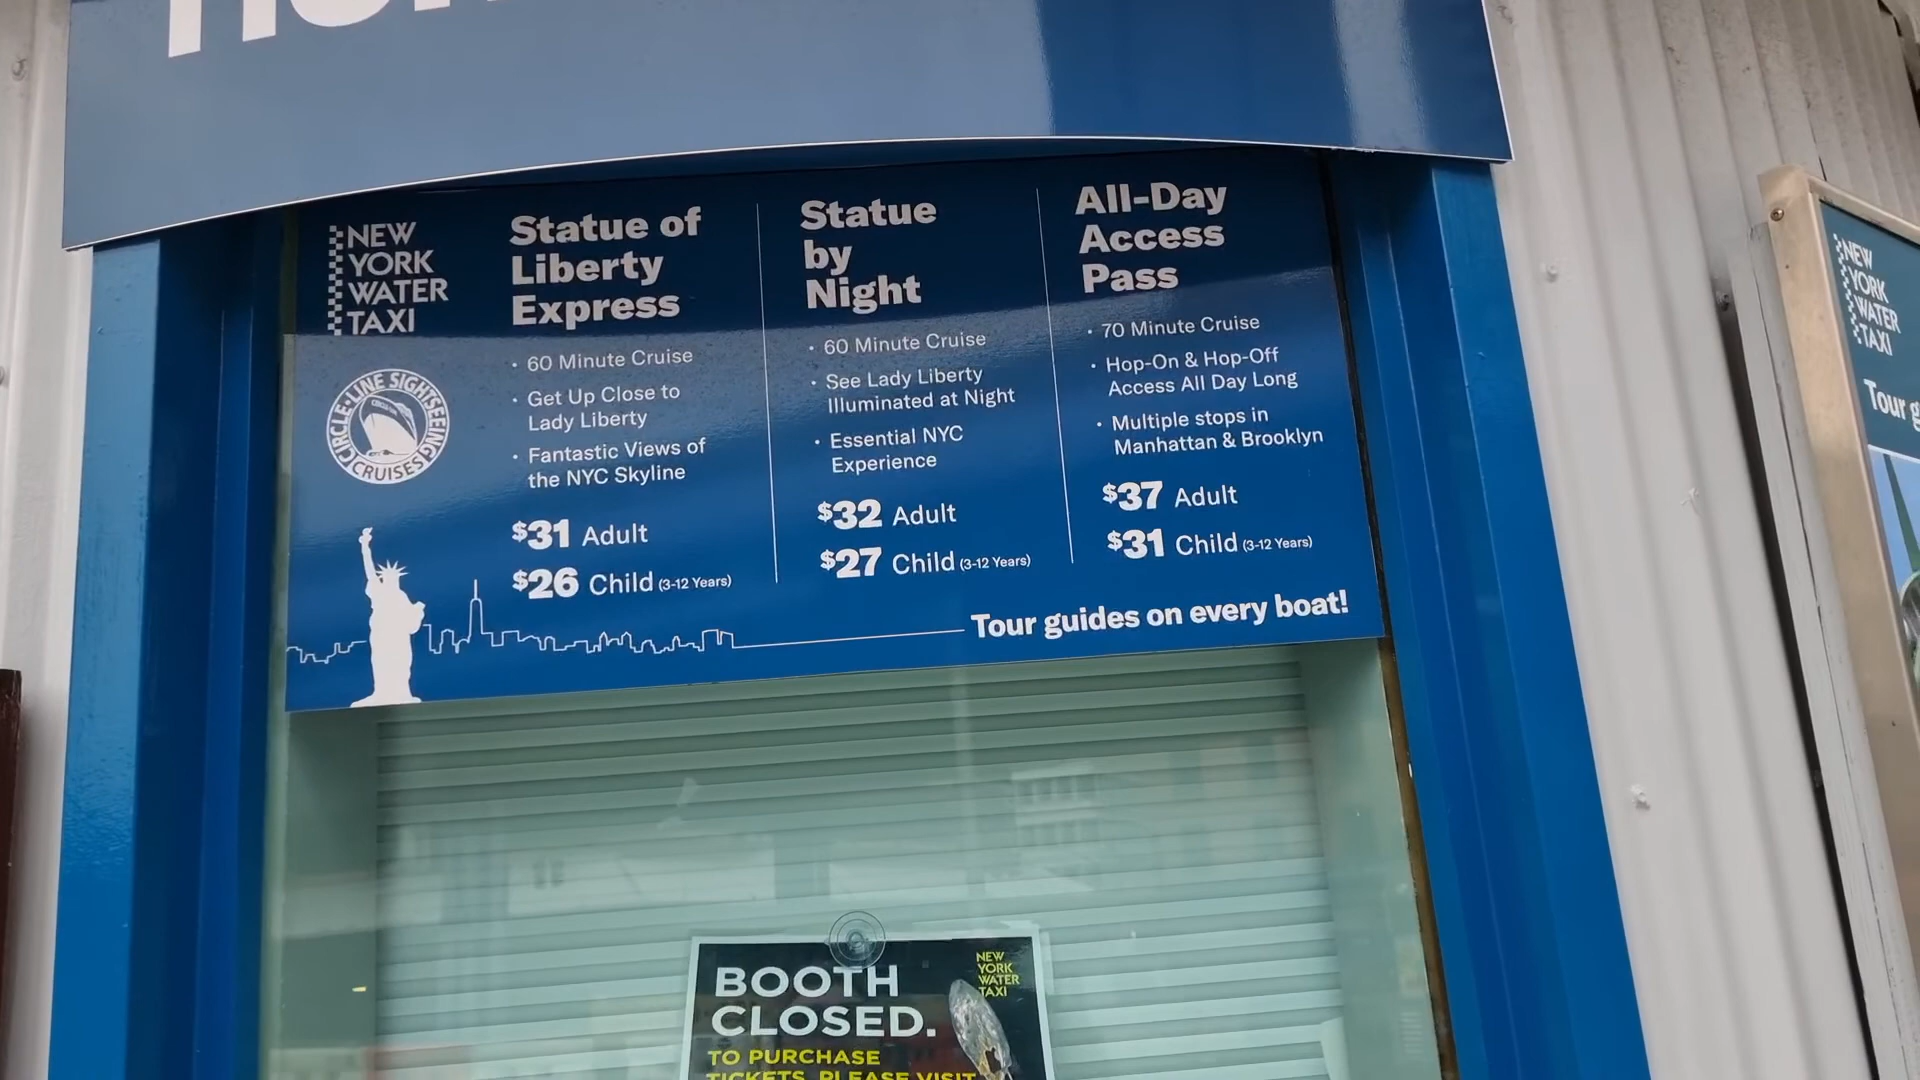 NEW
YORK
WATER
TAXI
CIRCLE·LINE SIGHTSEEING
CRUISES
Statue of
Liberty
Express
· 60 Minute Cruise
· Get Up Close to
Lady Liberty
· Fantastic Views of
the NYC Skyline
$31 Adult
$26 Child (3-12 Years)
Statue
by
Night
· 60 Minute Cruise
· See Lady Liberty
Illuminated at Night
· Essential NYC
Experience
$32 Adult
$27 Child (3-12 Years)
All-Day
Access
Pass
· 70 Minute Cruise
· Hop-On & Hop-Off
Access All Day Long
· Multiple stops in
Manhattan & Brooklyn
$37 Adult
$31 Child (3-12 Years)
Tour guides on every boat!
BOOTH
CLOSED.
TO PURCHASE
TICKETS, PLEASE VISIT
NEW
YORK
WATER
TAXI
NEW
YORK
WATER
TAXI
Tour